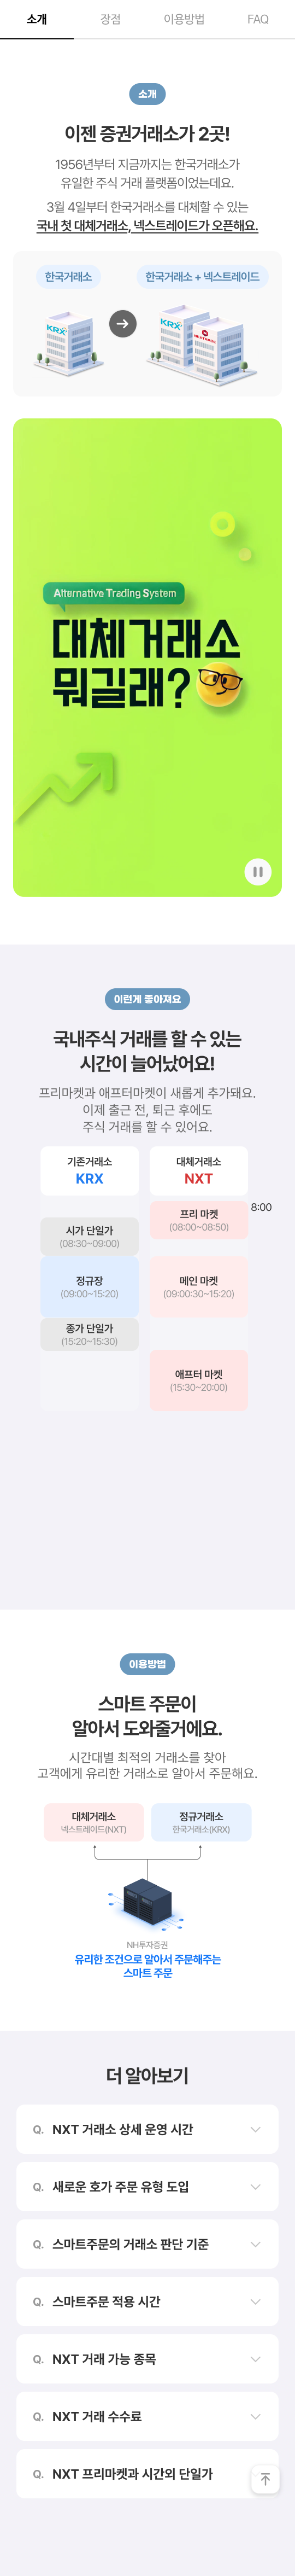 소개 장점 이용방법 FAQ
소개
이젠 증권거래소가 2곳!
1956년부터 지금까지는 한국거래소가
유일한 주식 거래 플랫폼이었는데요.
3월 4일부터 한국거래소를 대체할 수 있는
국내 첫 대체거래소, 넥스트레이드가 오픈해요.
한국거래소
한국거래소 + 넥스트레이드
KRX
KRX
NEXTRADE
Alternative Trading System
대체거래소
뭐길래?
이런게 좋아져요
국내주식 거래를 할 수 있는
시간이 늘어났어요!
프리마켓과 애프터마켓이 새롭게 추가돼요.
이제 출근 전, 퇴근 후에도
주식 거래를 할 수 있어요.
기존거래소
KRX
대체거래소
NXT
8:00
프리 마켓
(08:00~08:50)
시가 단일가
(08:30~09:00)
정규장
(09:00~15:20)
메인 마켓
(09:00:30~15:20)
종가 단일가
(15:20~15:30)
애프터 마켓
(15:30~20:00)
이용방법
스마트 주문이
알아서 도와줄거에요.
시간대별 최적의 거래소를 찾아
고객에게 유리한 거래소로 알아서 주문해요.
대체거래소
넥스트레이드(NXT)
정규거래소
한국거래소(KRX)
NH투자증권
유리한 조건으로 알아서 주문해주는
스마트 주문
더 알아보기
Q. NXT 거래소 상세 운영 시간
Q. 새로운 호가 주문 유형 도입
Q. 스마트주문의 거래소 판단 기준
Q. 스마트주문 적용 시간
Q. NXT 거래 가능 종목
Q. NXT 거래 수수료
Q. NXT 프리마켓과 시간외 단일가